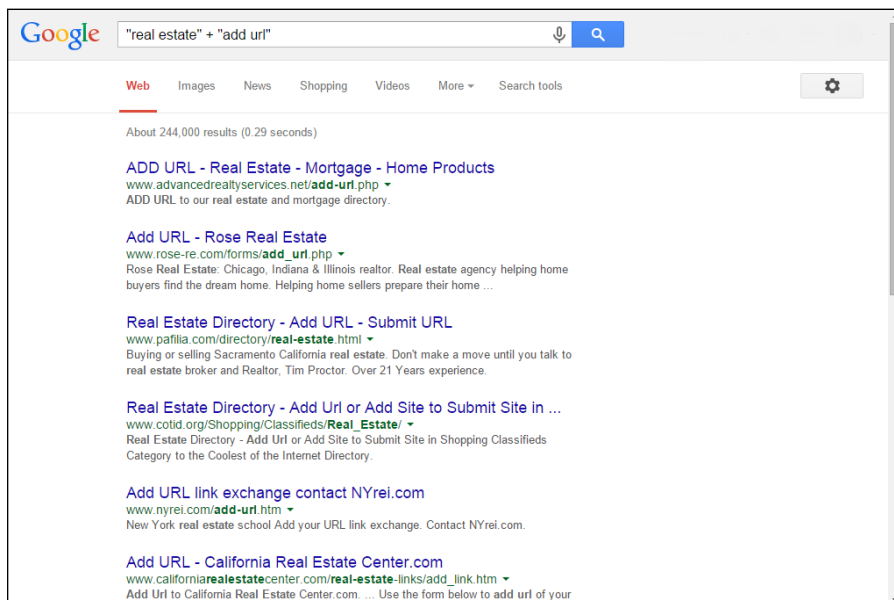 Google
"real estate" + "add url"
Web Images News Shopping Videos More Search tools
About 244,000 results (0.29 seconds)
ADD URL - Real Estate - Mortgage - Home Products
www.advancedrealtyservices.net/add-url.php
ADD URL to our real estate and mortgage directory.
Add URL - Rose Real Estate
www.rose-re.com/forms/add_url.php
Rose Real Estate: Chicago, Indiana & Illinois realtor. Real estate agency helping home
buyers find the dream home. Helping home sellers prepare their home ...
Real Estate Directory - Add URL - Submit URL
www.pafilia.com/directory/real-estate.html
Buying or selling Sacramento California real estate. Don't make a move until you talk to
real estate broker and Realtor, Tim Proctor. Over 21 Years experience.
Real Estate Directory - Add Url or Add Site to Submit Site in ...
www.cotid.org/Shopping/Classifieds/Real_Estate/
Real Estate Directory - Add Url or Add Site to Submit Site in Shopping Classifieds
Category to the Coolest of the Internet Directory.
Add URL link exchange contact NYrei.com
www.nyrei.com/add-url.htm
New York real estate school Add your URL link exchange. Contact NYrei.com.
Add URL - California Real Estate Center.com
www.californiarealestatecenter.com/real-estate-links/add_link.htm
Add Url to California Real Estate Center.com. ... Use the form below to add url of your